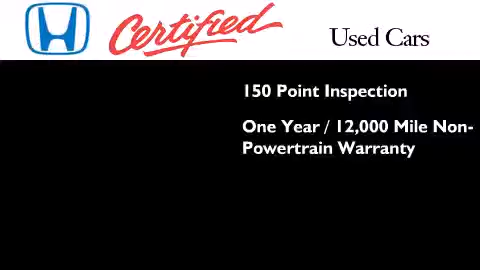 Certified Used Cars
150 Point Inspection
One Year / 12,000 Mile Non-
Powertrain Warranty